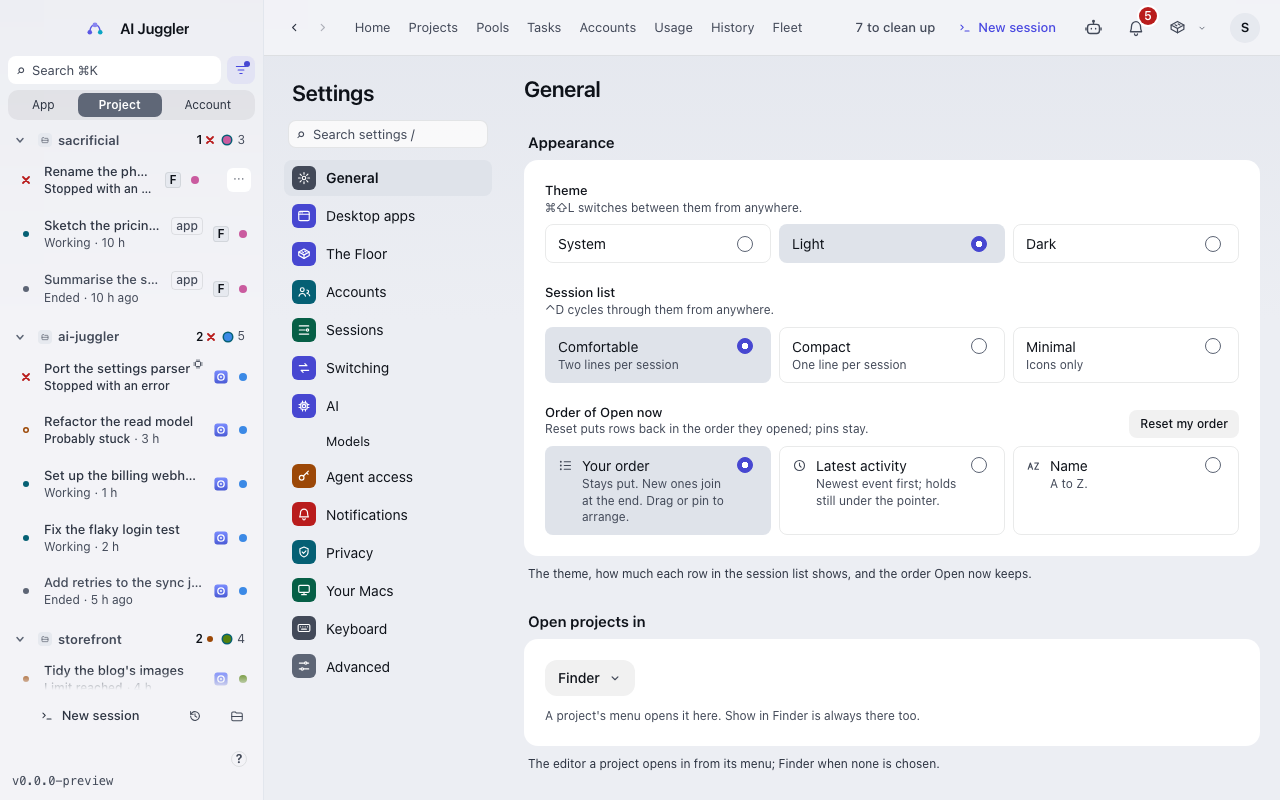 AI Juggler
Search ⌘K
App Project Account
sacrificial 1 3
Rename the ph... F
Stopped with an ...
Sketch the pricin... app F
Working · 10 h
Summarise the s... app F
Ended · 10 h ago
ai-juggler 2 5
Port the settings parser
Stopped with an error
Refactor the read model
Probably stuck · 3 h
Set up the billing webh...
Working · 1 h
Fix the flaky login test
Working · 2 h
Add retries to the sync j...
Ended · 5 h ago
storefront 2 4
Tidy the blog's images
Limit reached · 4 h
New session
?
v0.0.0-preview
Home Projects Pools Tasks Accounts Usage History Fleet 7 to clean up New session 5 S
Settings
Search settings /
General
Desktop apps
The Floor
Accounts
Sessions
Switching
AI
Models
Agent access
Notifications
Privacy
Your Macs
Keyboard
Advanced
General
Appearance
Theme
⌘⇧L switches between them from anywhere.
System Light Dark
Session list
^D cycles through them from anywhere.
Comfortable
Two lines per session
Compact
One line per session
Minimal
Icons only
Order of Open now
Reset puts rows back in the order they opened; pins stay.
Reset my order
Your order
Stays put. New ones join
at the end. Drag or pin to
arrange.
Latest activity
Newest event first; holds
still under the pointer.
AZ Name
A to Z.
The theme, how much each row in the session list shows, and the order Open now keeps.
Open projects in
Finder
A project's menu opens it here. Show in Finder is always there too.
The editor a project opens in from its menu; Finder when none is chosen.